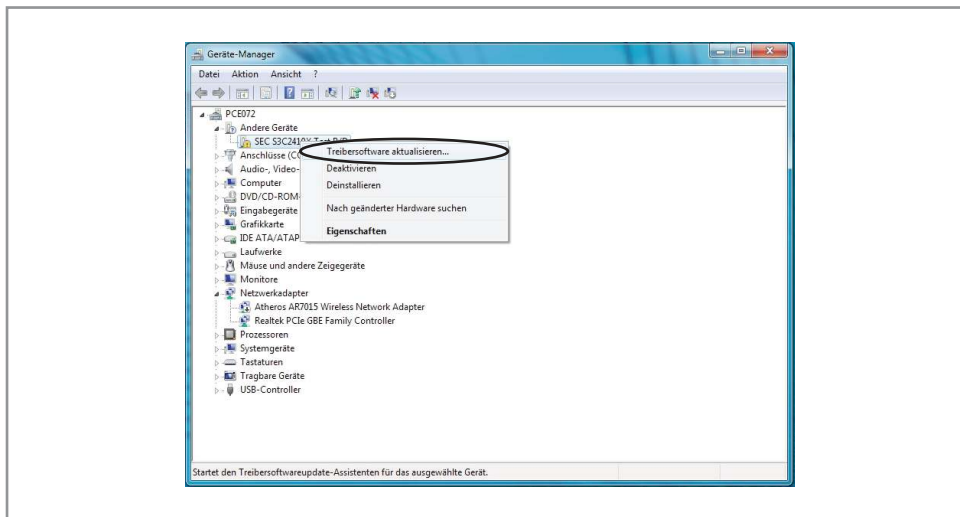 Geräte-Manager
Datei Aktion Ansicht ?
PCE072
Andere Geräte
SEC S3C2410X Test B/D
Treibersoftware aktualisieren...
Anschlüsse (CO
Deaktivieren
Audio-, Video-
Deinstallieren
Computer
DVD/CD-ROM-
Nach geänderter Hardware suchen
Eingabegeräte
Grafikkarte
Eigenschaften
IDE ATA/ATAP
Laufwerke
Mäuse und andere Zeigegeräte
Monitore
Netzwerkadapter
Atheros AR7015 Wireless Network Adapter
Realtek PCIe GBE Family Controller
Prozessoren
Systemgeräte
Tastaturen
Tragbare Geräte
USB-Controller
Startet den Treibersoftwareupdate-Assistenten für das ausgewählte Gerät.